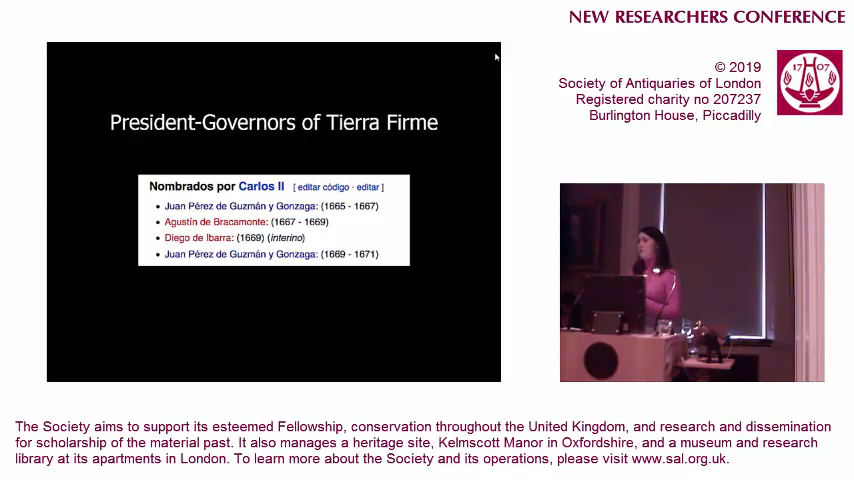 NEW RESEARCHERS CONFERENCE
© 2019
Society of Antiquaries of London
Registered charity no 207237
Burlington House, Piccadilly
17 07
President-Governors of Tierra Firme
Nombrados por Carlos II [ editar código · editar ]
• Juan Pérez de Guzmán y Gonzaga: (1665 - 1667)
• Agustín de Bracamonte: (1667 - 1669)
• Diego de Ibarra: (1669) (interino)
• Juan Pérez de Guzmán y Gonzaga: (1669 - 1671)
The Society aims to support its esteemed Fellowship, conservation throughout the United Kingdom, and research and dissemination
for scholarship of the material past. It also manages a heritage site, Kelmscott Manor in Oxfordshire, and a museum and research
library at its apartments in London. To learn more about the Society and its operations, please visit www.sal.org.uk.